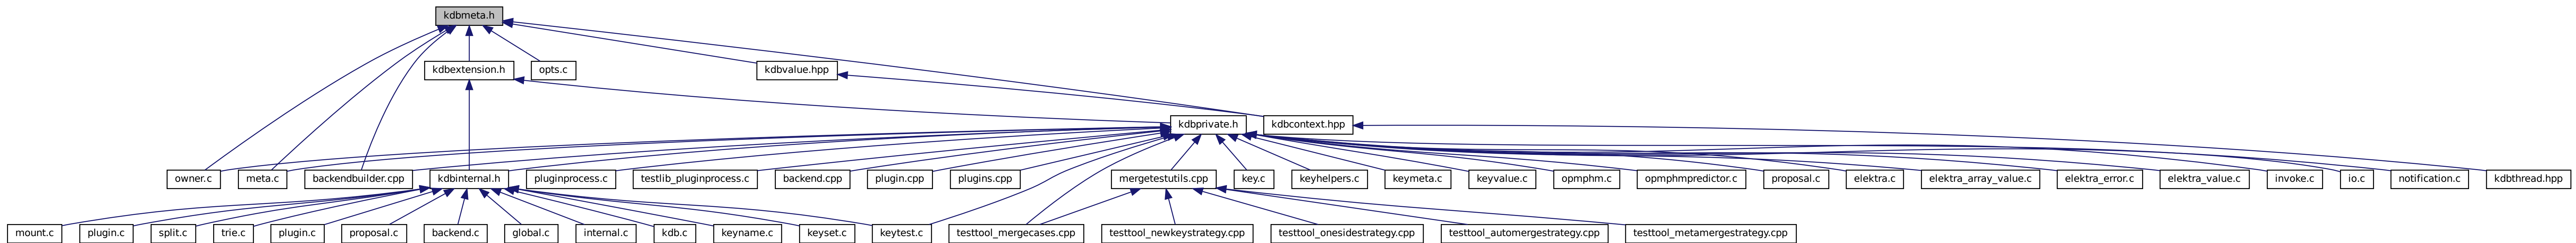 kdbmeta.h
kdbextension.h
opts.c
kdbvalue.hpp
kdbprivate.h
kdbcontext.hpp
owner.c
meta.c
backendbuilder.cpp
kdbinternal.h
pluginprocess.c
testlib_pluginprocess.c
backend.cpp
plugin.cpp
plugins.cpp
mergetestutils.cpp
key.c
keyhelpers.c
keymeta.c
keyvalue.c
opmphm.c
opmphmpredictor.c
proposal.c
elektra.c
elektra_array_value.c
elektra_error.c
elektra_value.c
invoke.c
io.c
notification.c
kdbthread.hpp
mount.c
plugin.c
split.c
trie.c
plugin.c
proposal.c
backend.c
global.c
internal.c
kdb.c
keyname.c
keyset.c
keytest.c
testtool_mergecases.cpp
testtool_newkeystrategy.cpp
testtool_onesidestrategy.cpp
testtool_automergestrategy.cpp
testtool_metamergestrategy.cpp